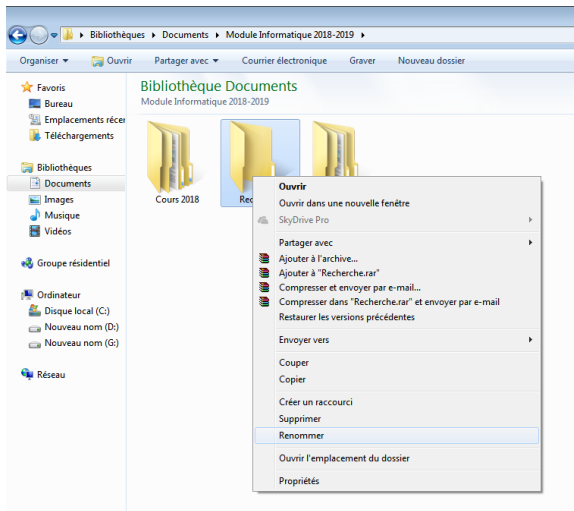 Bibliothèques ▸ Documents ▸ Module Informatique 2018-2019 ▸
Organiser ▾ Ouvrir Partager avec ▾ Courrier électronique Graver Nouveau dossier
Favoris
Bureau
Emplacements récer
Téléchargements
Bibliothèques
Documents
Images
Musique
Vidéos
Groupe résidentiel
Ordinateur
Disque local (C:)
Nouveau nom (D:)
Nouveau nom (G:)
Réseau
Bibliothèque Documents
Module Informatique 2018-2019
Cours 2018
Rec
Ouvrir
Ouvrir dans une nouvelle fenêtre
SkyDrive Pro
Partager avec
Ajouter à l'archive...
Ajouter à "Recherche.rar"
Compresser et envoyer par e-mail...
Compresser dans "Recherche.rar" et envoyer par e-mail
Restaurer les versions précédentes
Envoyer vers
Couper
Copier
Créer un raccourci
Supprimer
Renommer
Ouvrir l'emplacement du dossier
Propriétés